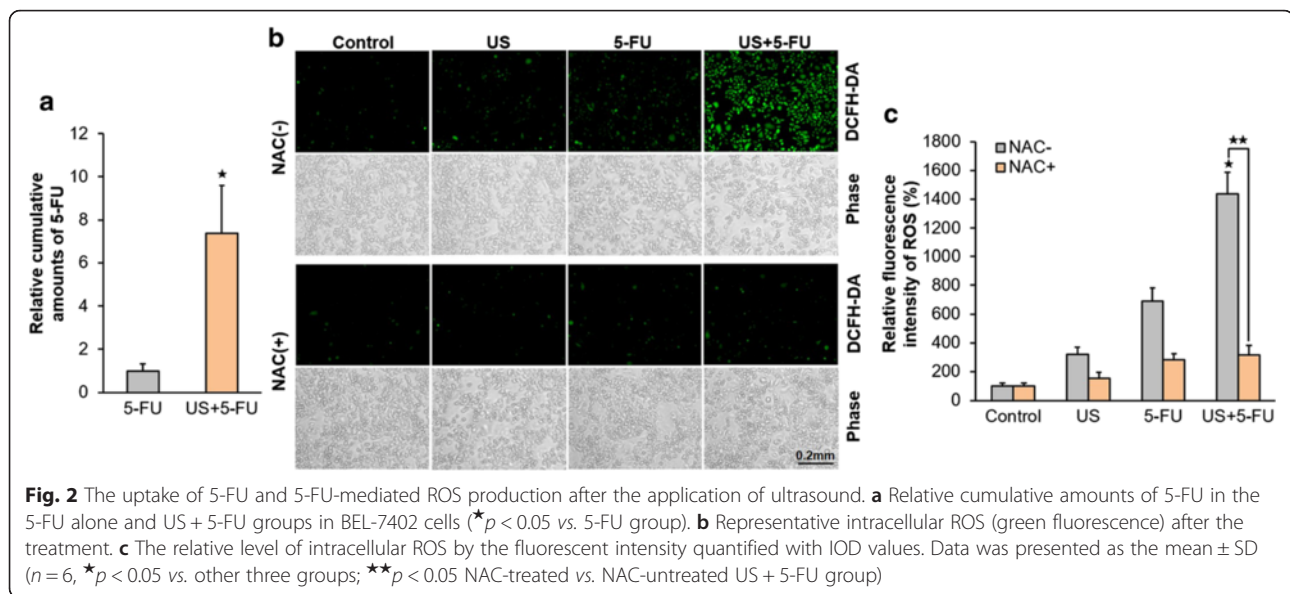 b
Control US 5-FU US+5-FU
NAC(-)
DCFH-DA
Phase
NAC(+)
DCFH-DA
Phase
0.2mm
a
Relative cumulative
amounts of 5-FU
12
10
8
6
4
2
0
5-FU US+5-FU
★
c
Relative fluorescence
intensity of ROS (%)
1800
1600
1400
1200
1000
800
600
400
200
0
NAC-
NAC+
★★
★
Control US 5-FU US+5-FU
Fig. 2 The uptake of 5-FU and 5-FU-mediated ROS production after the application of ultrasound. a Relative cumulative amounts of 5-FU in the
5-FU alone and US + 5-FU groups in BEL-7402 cells (★p < 0.05 vs. 5-FU group). b Representative intracellular ROS (green fluorescence) after the
treatment. c The relative level of intracellular ROS by the fluorescent intensity quantified with IOD values. Data was presented as the mean ± SD
(n = 6, ★p < 0.05 vs. other three groups; ★★p < 0.05 NAC-treated vs. NAC-untreated US + 5-FU group)